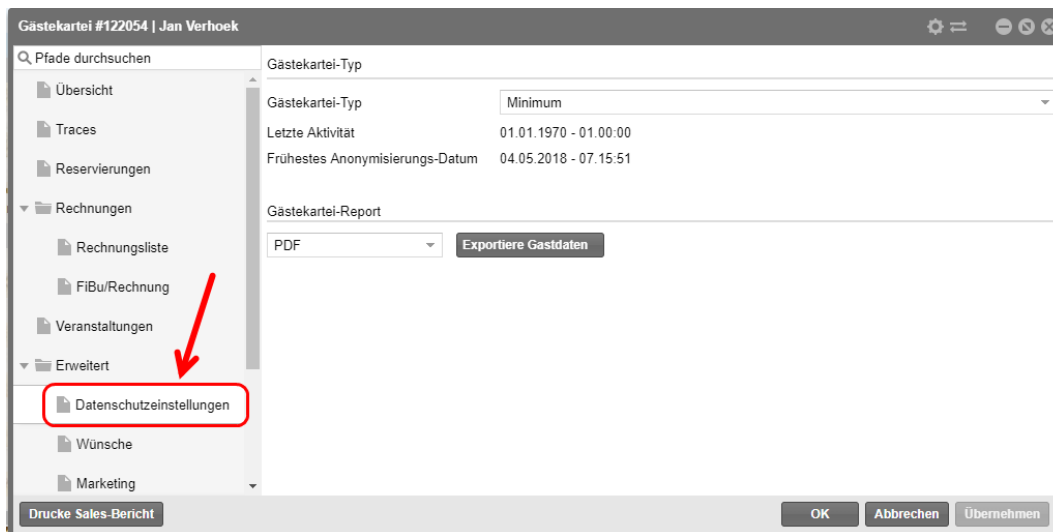 Gästekartei #122054 | Jan Verhoek
Pfade durchsuchen
Übersicht
Traces
Reservierungen
Rechnungen
Rechnungsliste
FiBu/Rechnung
Veranstaltungen
Erweitert
Datenschutzeinstellungen
Wünsche
Marketing
Gästekartei-Typ
Gästekartei-Typ Minimum
Letzte Aktivität 01.01.1970 - 01.00:00
Frühestes Anonymisierungs-Datum 04.05.2018 - 07.15:51
Gästekartei-Report
PDF Exportiere Gastdaten
Drucke Sales-Bericht OK Abbrechen Übernehmen